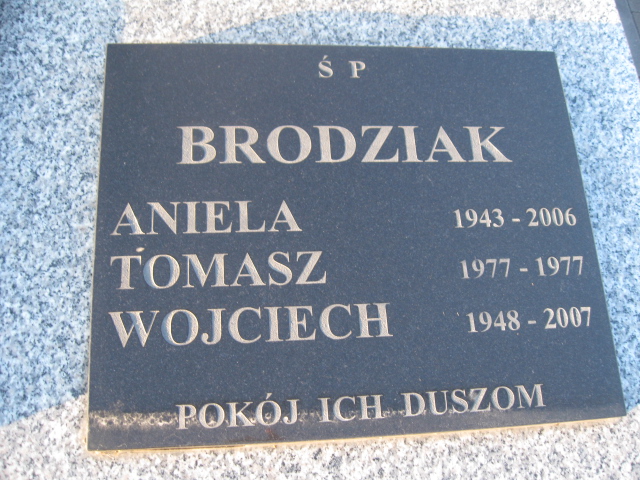 Ś P
BRODZIAK
ANIELA 1943 - 2006
TOMASZ 1977 - 1977
WOJCIECH 1948 - 2007
POKÓJ ICH DUSZOM